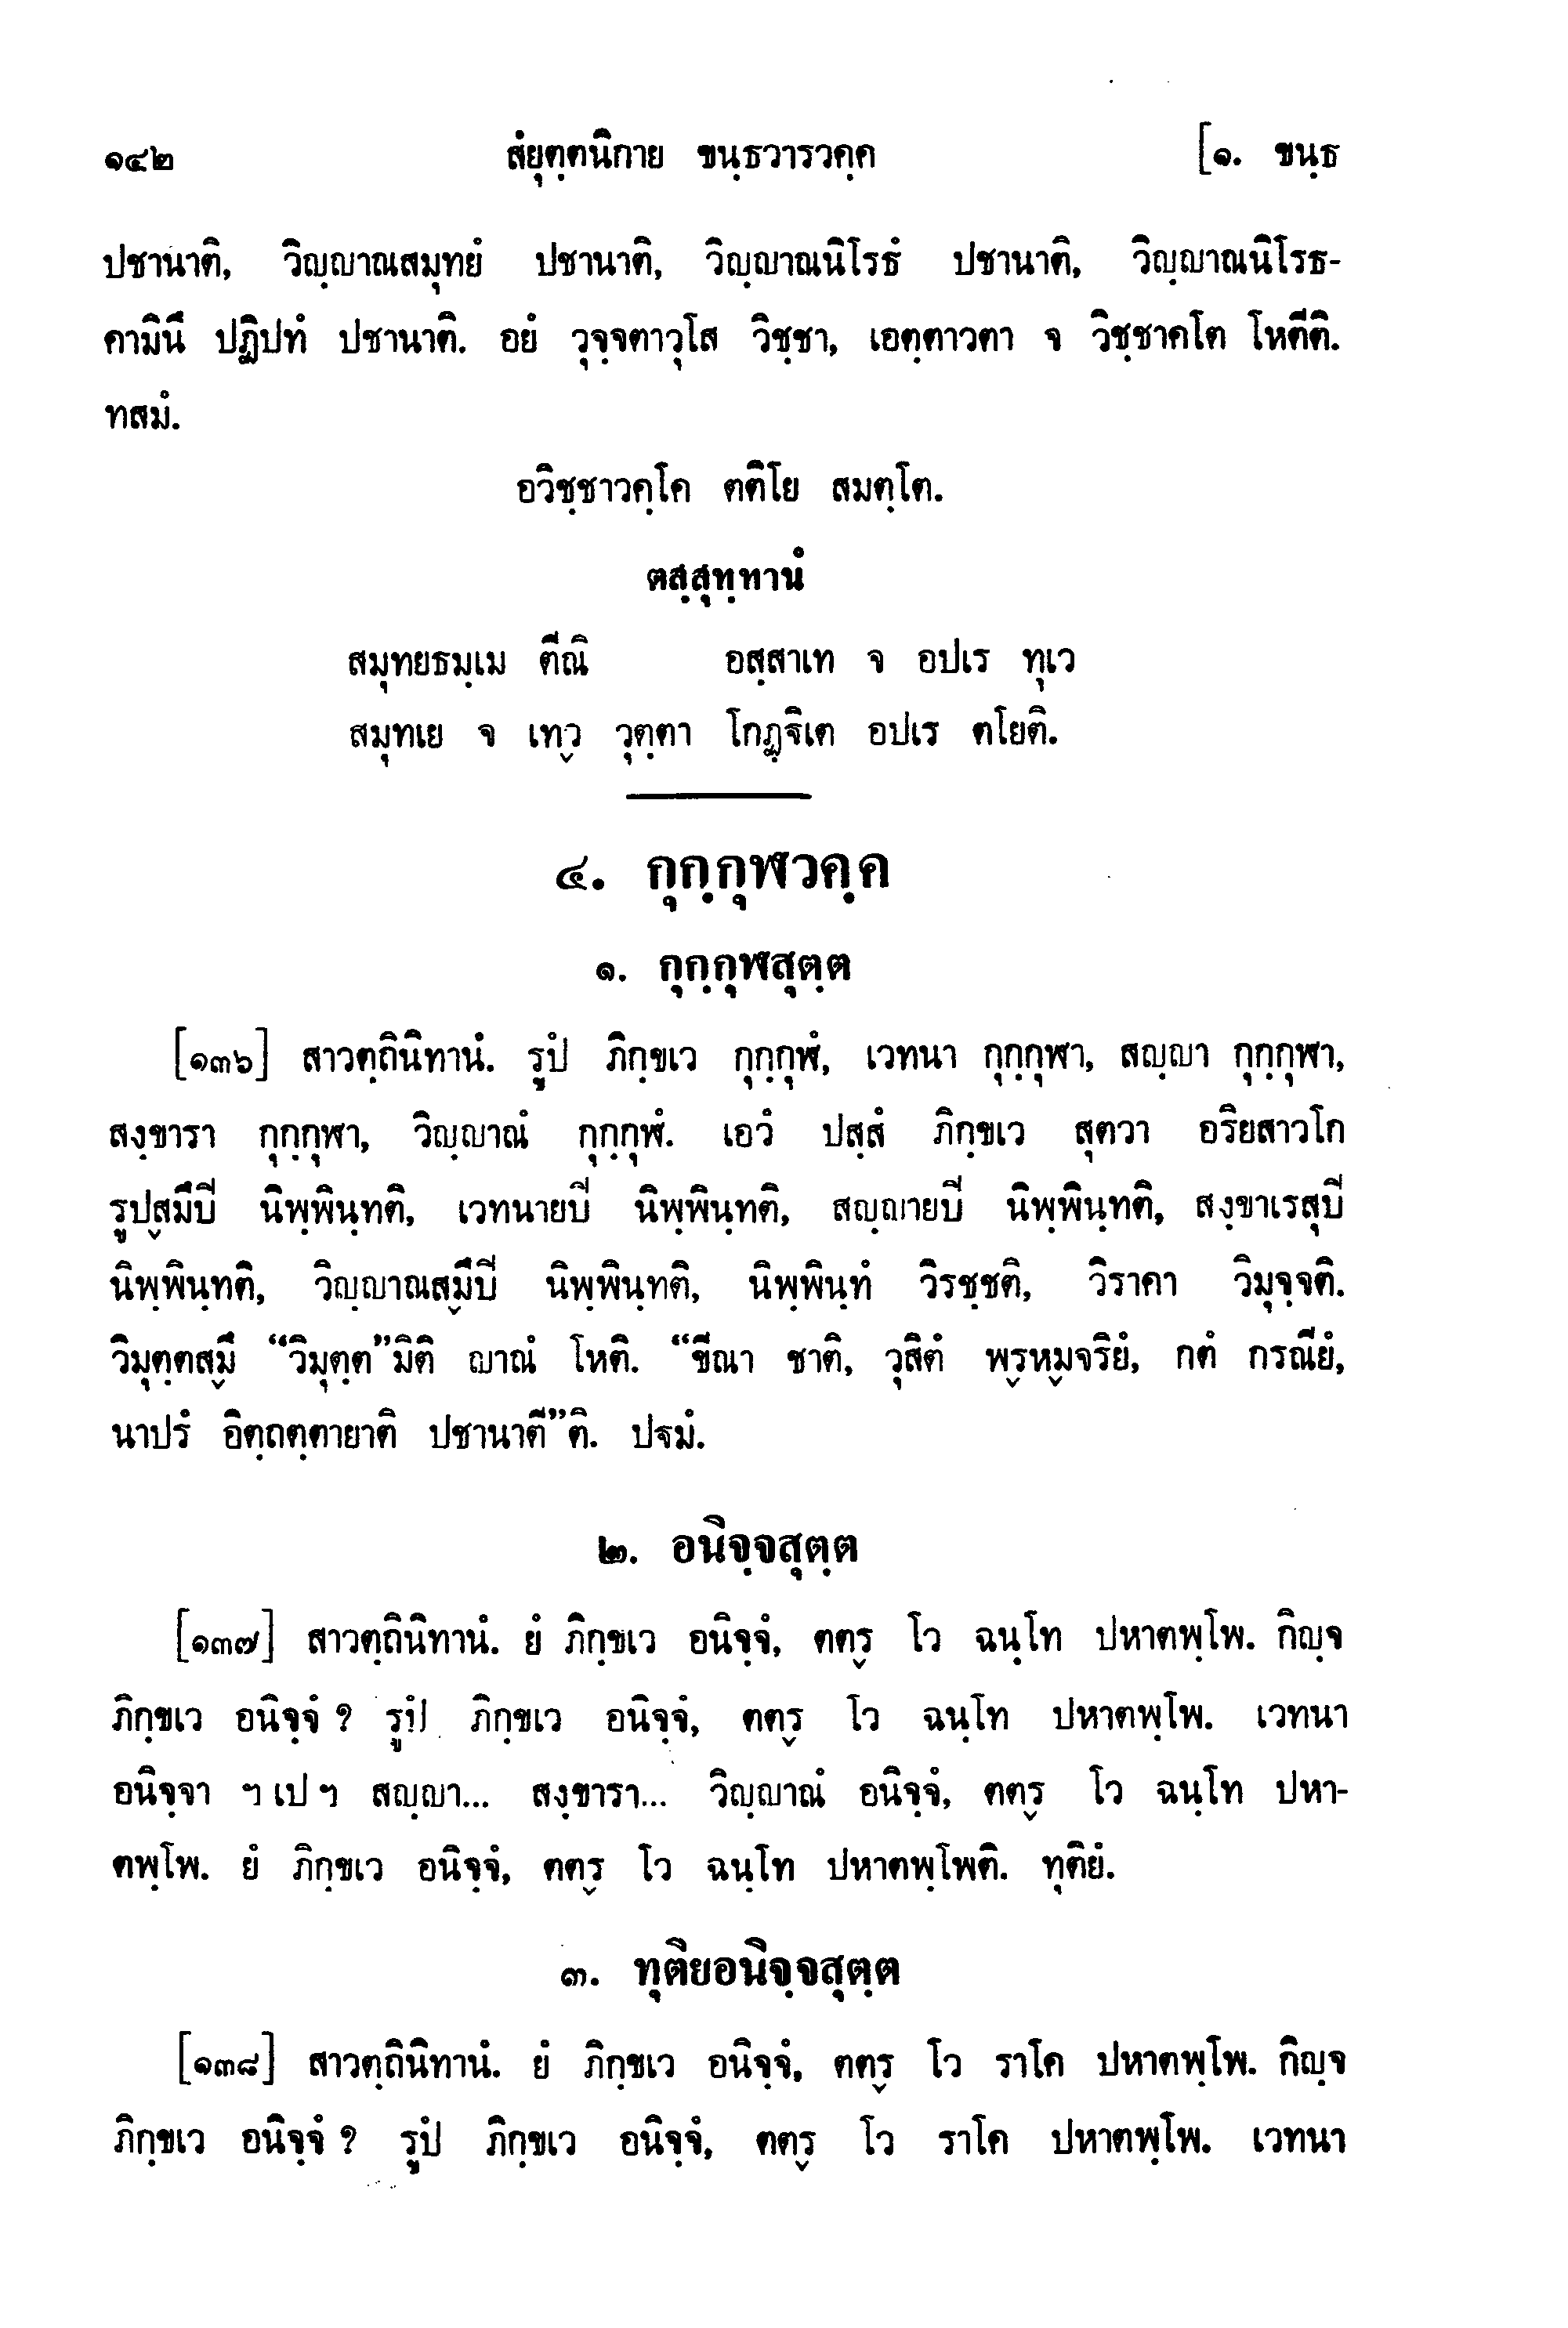 ๑๔๒ สํยุตฺตนิกาย ขนฺธวารวคฺค [๑. ขนฺธ
ปชานาติ, วิญฺญาณสมุทยํ ปชานาติ, วิญฺญาณนิโรธํ ปชานาติ, วิญฺญาณนิโรธ-
คามินึ ปฏิปทํ ปชานาติ. อยํ วุจฺจตาวุโส วิชฺชา, เอตฺตาวตา จ วิชฺชาคโต โหตีติ.
ทสมํ.
อวิชฺชาวคฺโค ตติโย สมตฺโต.
ตสฺสุทฺทานํ
สมุทยธมฺเม ตีณิ อสฺสาเท จ อปเร ทุเว
สมุทเย จ เทฺว วุตฺตา โกฏฺฐิเต อปเร ตโยติ.
๔. กุกฺกุฬวคฺค
๑. กุกฺกุฬสุตฺต
[๑๓๖] สาวตฺถินิทานํ. รูปํ ภิกฺขเว กุกฺกุฬํ, เวทนา กุกฺกุฬา, สญฺญา กุกฺกุฬา,
สงฺขารา กุกฺกุฬา, วิญฺญาณํ กุกฺกุฬํ. เอวํ ปสฺสํ ภิกฺขเว สุตวา อริยสาวโก
รูปสฺมึปิ นิพฺพินฺทติ, เวทนายปิ นิพฺพินฺทติ, สญฺญายปิ นิพฺพินฺทติ, สงฺขาเรสุปิ
นิพฺพินฺทติ, วิญฺญาณสฺมึปิ นิพฺพินฺทติ, นิพฺพินฺทํ วิรชฺชติ, วิราคา วิมุจฺจติ.
วิมุตฺตสฺมึ “วิมุตฺต”มิติ ญาณํ โหติ. “ขีณา ชาติ, วุสิตํ พฺรหฺมจริยํ, กตํ กรณียํ,
นาปรํ อิตฺถตฺตายาติ ปชานาตี”ติ. ปฐมํ.
๒. อนิจฺจสุตฺต
[๑๓๗] สาวตฺถินิทานํ. ยํ ภิกฺขเว อนิจฺจํ, ตตฺร โว ฉนฺโท ปหาตพฺโพ. กิญฺจ
ภิกฺขเว อนิจฺจํ ? รูปํ ภิกฺขเว อนิจฺจํ, ตตฺร โว ฉนฺโท ปหาตพฺโพ. เวทนา
อนิจฺจา ฯ เป ฯ สญฺญา... สงฺขารา... วิญฺญาณํ อนิจฺจํ, ตตฺร โว ฉนฺโท ปหา-
ตพฺโพ. ยํ ภิกฺขเว อนิจฺจํ, ตตฺร โว ฉนฺโท ปหาตพฺโพติ. ทุติยํ.
๓. ทุติยอนิจฺจสุตฺต
[๑๓๘] สาวตฺถินิทานํ. ยํ ภิกฺขเว อนิจฺจํ, ตตฺร โว ราโค ปหาตพฺโพ. กิญฺจ
ภิกฺขเว อนิจฺจํ ? รูปํ ภิกฺขเว อนิจฺจํ, ตตฺร โว ราโค ปหาตพฺโพ. เวทนา